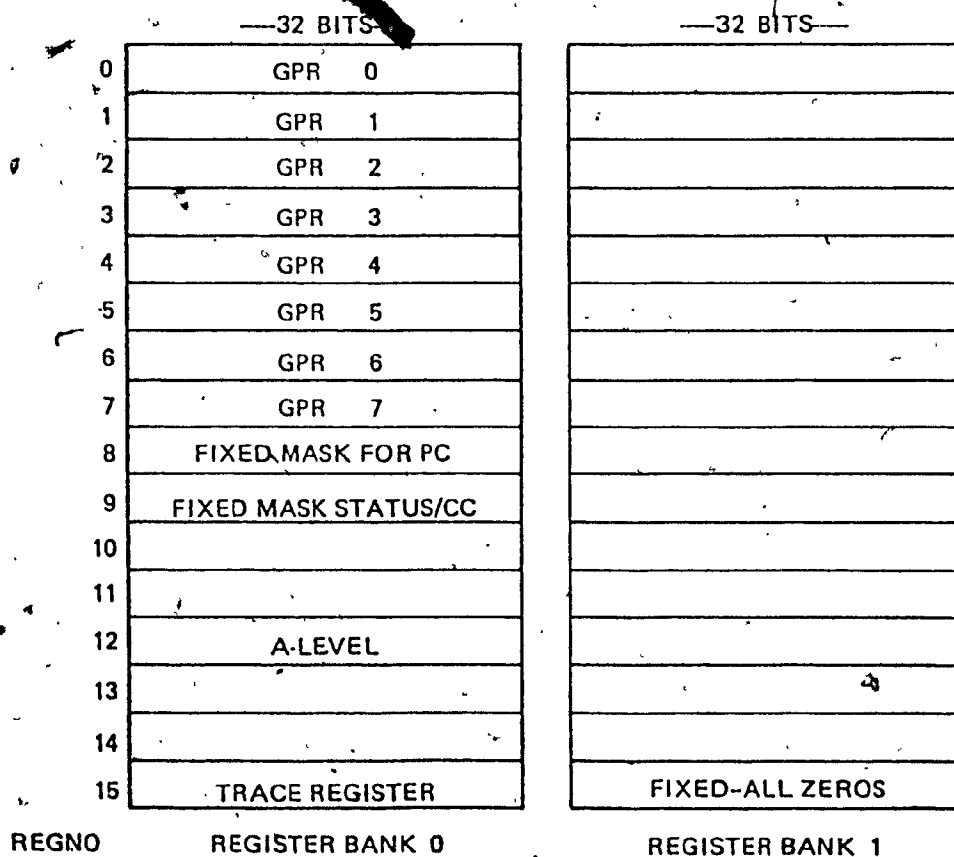 —32 BITS— —32 BITS—
0 GPR 0
1 GPR 1
2 GPR 2
3 GPR 3
4 GPR 4
5 GPR 5
6 GPR 6
7 GPR 7
8 FIXED MASK FOR PC
9 FIXED MASK STATUS/CC
10
11
12 A-LEVEL
13
14
15 TRACE REGISTER FIXED-ALL ZEROS
REGNO REGISTER BANK 0 REGISTER BANK 1